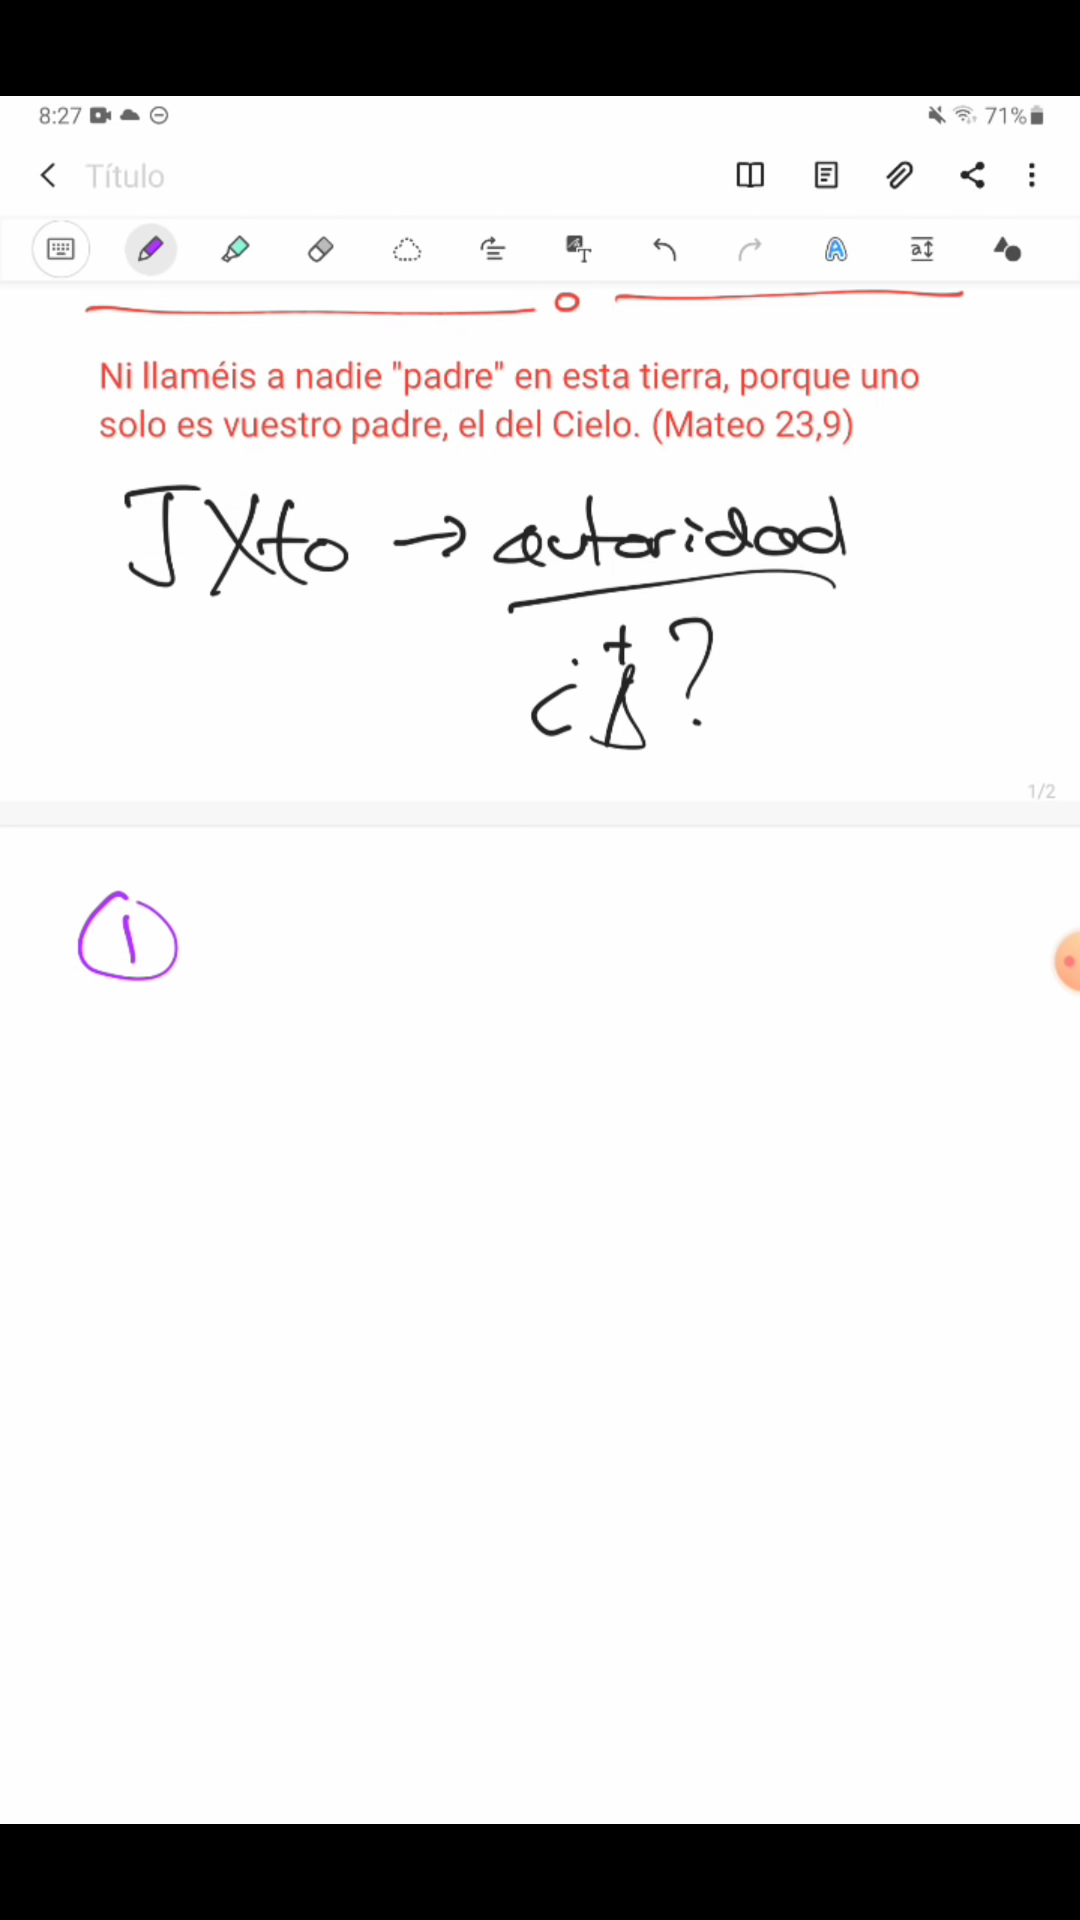 8:27
71%
Título
Ni llaméis a nadie "padre" en esta tierra, porque uno
solo es vuestro padre, el del Cielo. (Mateo 23,9)
JXto → autoridad
¿ ?
1/2
1